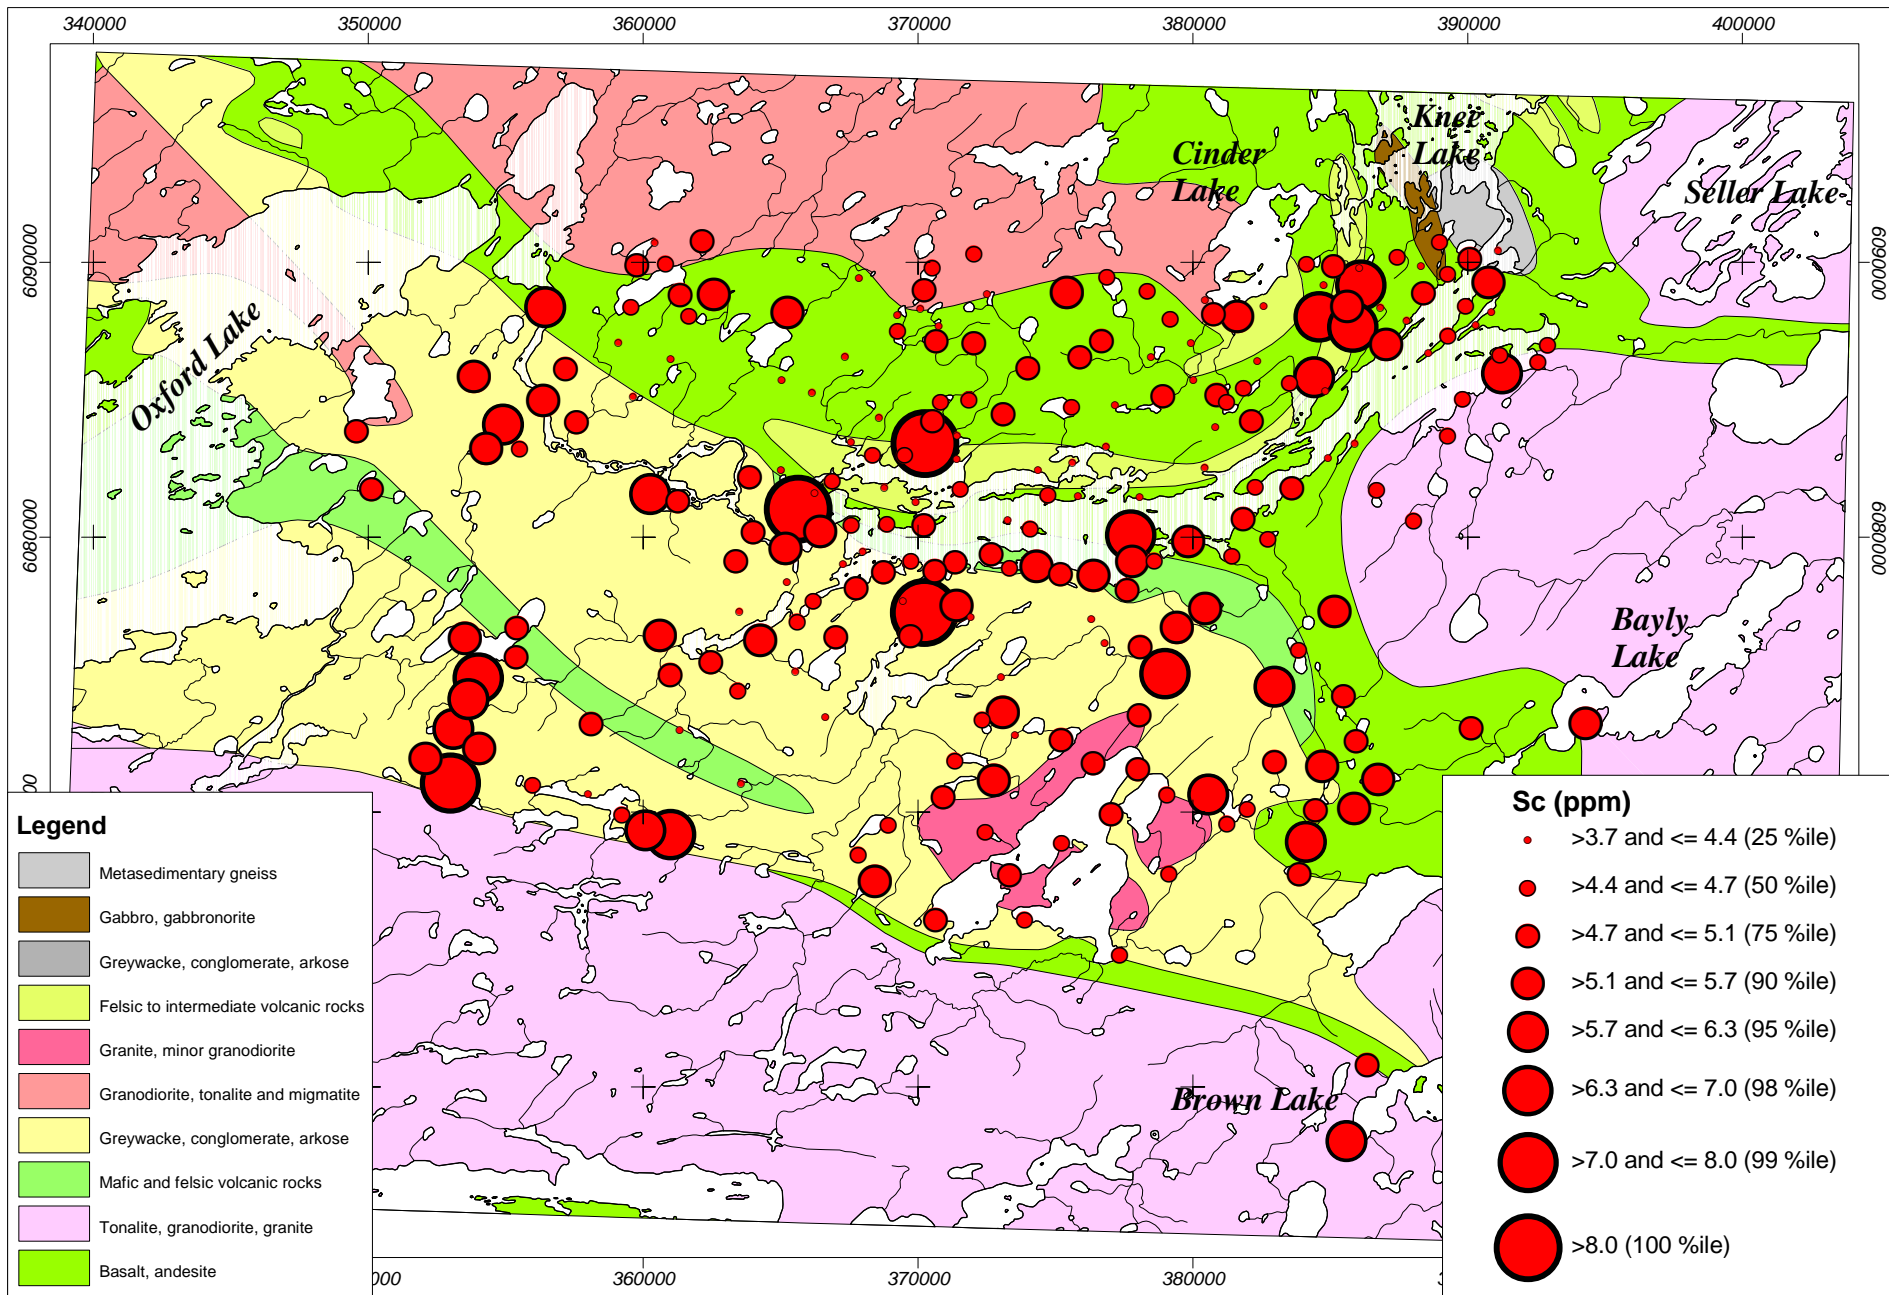 340000 350000 360000 370000 380000 390000 400000
Knee
Lake
Cinder
Lake
Seller Lake
6090000
6090000
Oxford Lake
6080000
6080000
Bayly
Lake
Brown Lake
Legend
Metasedimentary gneiss
Gabbro, gabbronorite
Greywacke, conglomerate, arkose
Felsic to intermediate volcanic rocks
Granite, minor granodiorite
Granodiorite, tonalite and migmatite
Greywacke, conglomerate, arkose
Mafic and felsic volcanic rocks
Tonalite, granodiorite, granite
Basalt, andesite
Sc (ppm)
>3.7 and <= 4.4 (25 %ile)
>4.4 and <= 4.7 (50 %ile)
>4.7 and <= 5.1 (75 %ile)
>5.1 and <= 5.7 (90 %ile)
>5.7 and <= 6.3 (95 %ile)
>6.3 and <= 7.0 (98 %ile)
>7.0 and <= 8.0 (99 %ile)
>8.0 (100 %ile)
360000 370000 380000